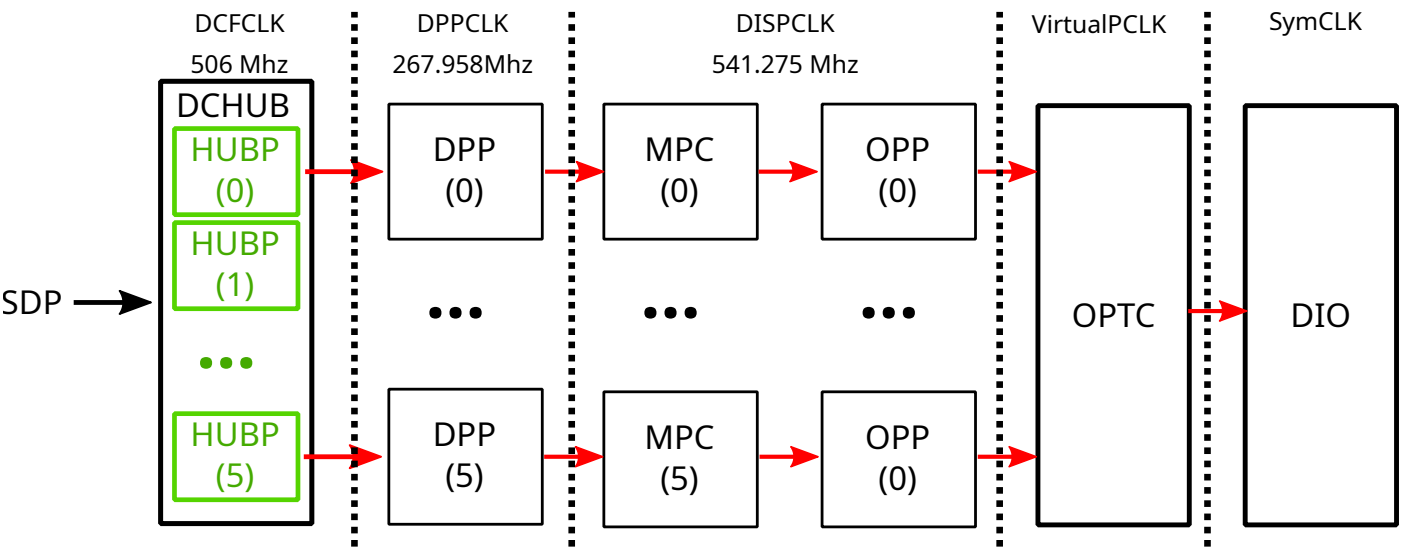 DCFCLK
506 Mhz
DPPCLK
267.958Mhz
DISPCLK
541.275 Mhz
VirtualPCLK
SymCLK
DCHUB
HUBP
(0)
DPP
(0)
MPC
(0)
OPP
(0)
HUBP
(1)
SDP
•••
•••
•••
•••
OPTC
DIO
HUBP
(5)
DPP
(5)
MPC
(5)
OPP
(0)